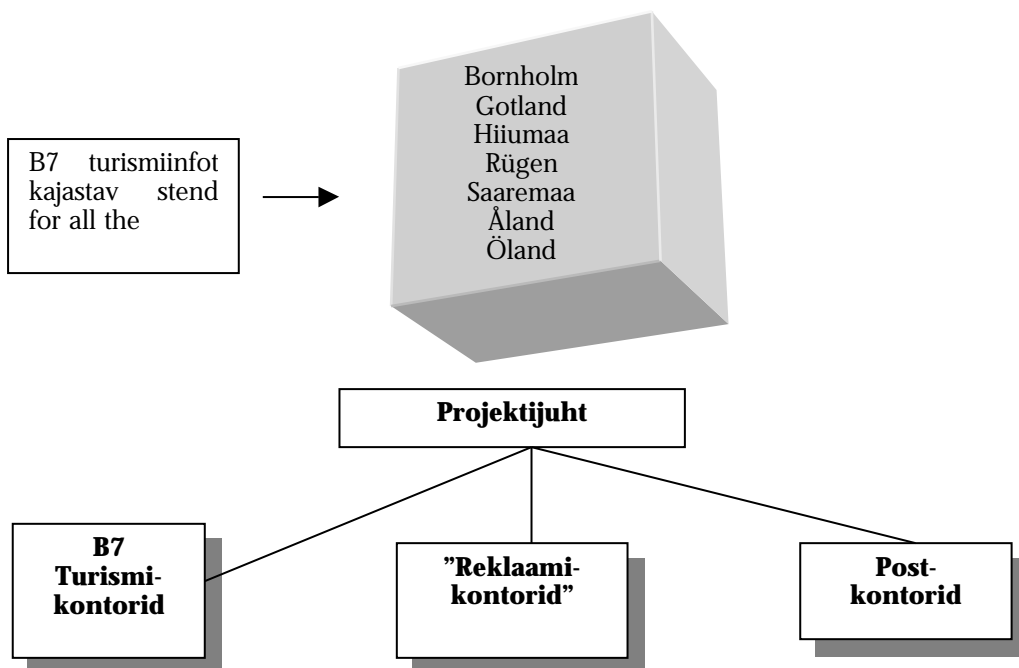 Bornholm
Gotland
Hiiumaa
Rügen
Saaremaa
Åland
Öland
B7 turismiinfot
kajastav stend
for all the
Projektijuht
B7
Turismi-
kontorid
”Reklaami-
kontorid”
Post-
kontorid